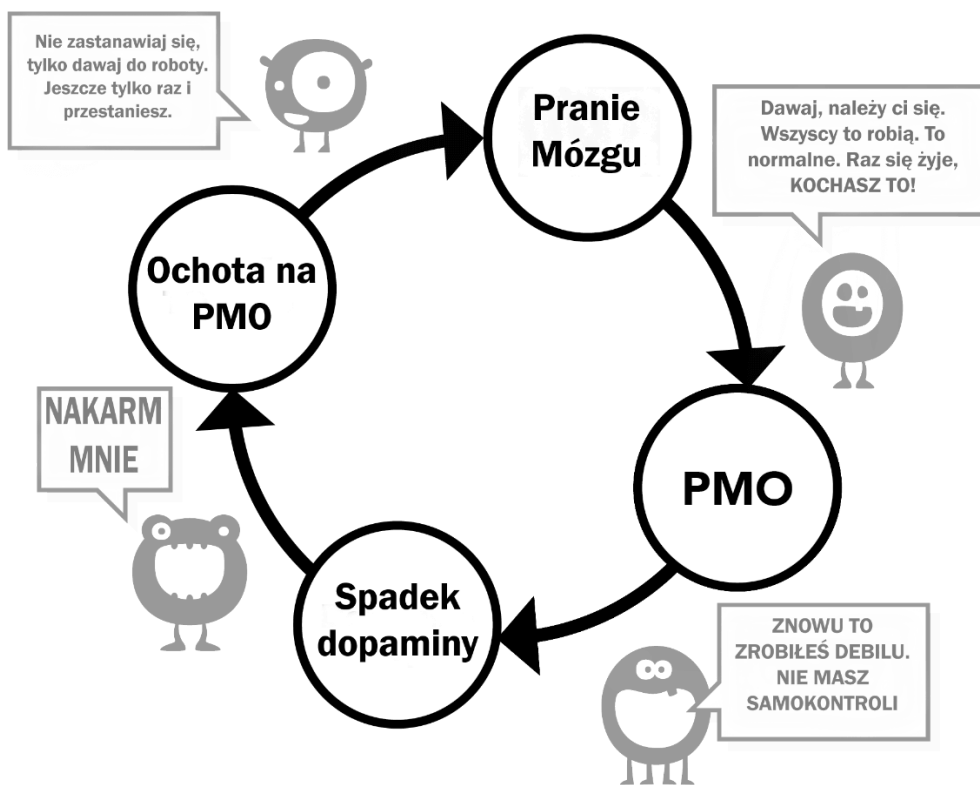 Nie zastanawiaj się,
tylko dawaj do roboty.
Jeszcze tylko raz i
przestaniesz.
Pranie
Mózgu
Dawaj, należy ci się.
Wszyscy to robią. To
normalne. Raz się żyje,
KOCHASZ TO!
Ochota na
PMO
NAKARM
MNIE
PMO
Spadek
dopaminy
ZNOWU TO
ZROBIŁEŚ DEBILU.
NIE MASZ
SAMOKONTROLI